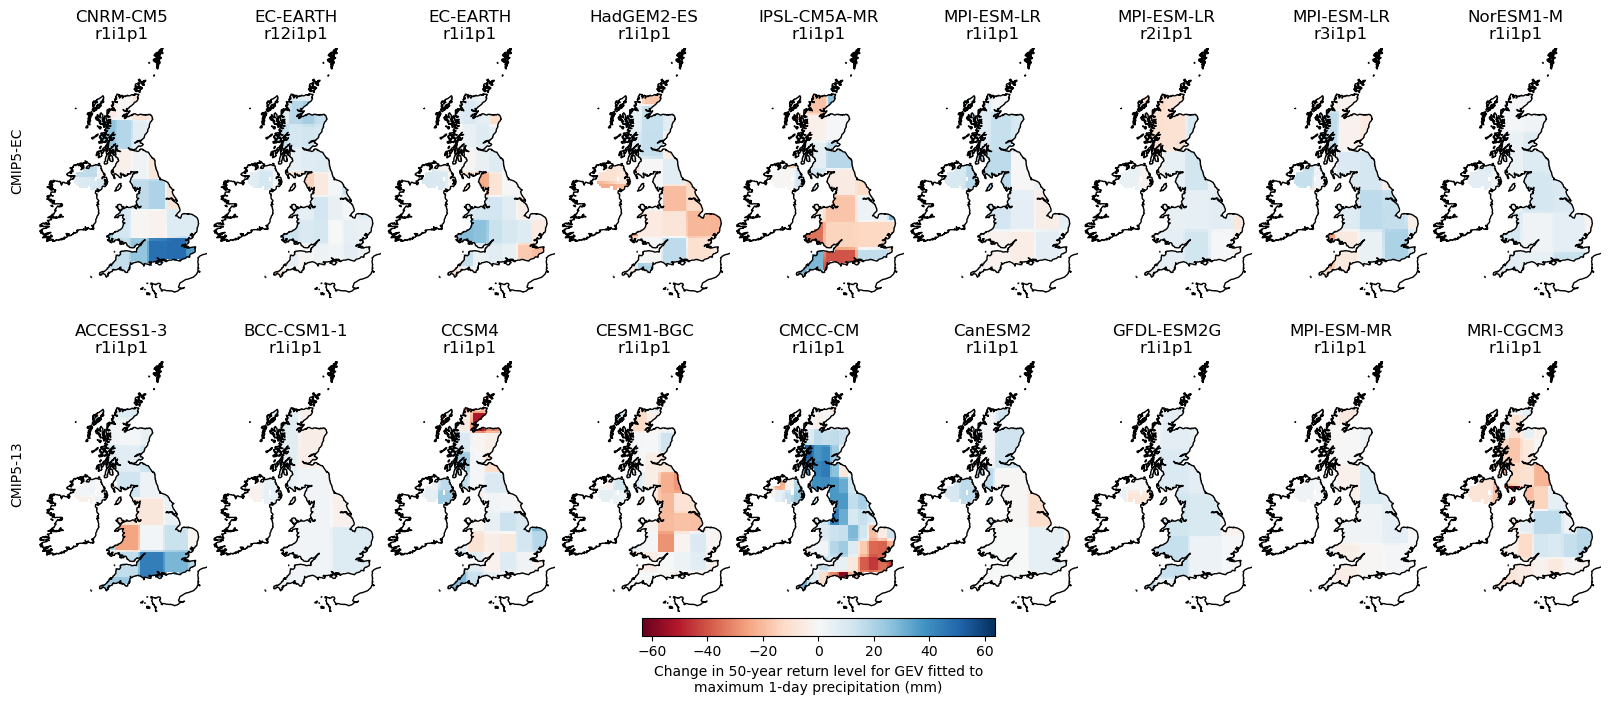 CNRM-CM5 EC-EARTH EC-EARTH HadGEM2-ES IPSL-CM5A-MR MPI-ESM-LR MPI-ESM-LR MPI-ESM-LR NorESM1-M
r1i1p1 r12i1p1 r1i1p1 r1i1p1 r1i1p1 r1i1p1 r2i1p1 r3i1p1 r1i1p1
CMIP5-EC
ACCESS1-3 BCC-CSM1-1 CCSM4 CESM1-BGC CMCC-CM CanESM2 GFDL-ESM2G MPI-ESM-MR MRI-CGCM3
r1i1p1 r1i1p1 r1i1p1 r1i1p1 r1i1p1 r1i1p1 r1i1p1 r1i1p1 r1i1p1
CMIP5-13
−60 −40 −20 0 20 40 60
Change in 50-year return level for GEV fitted to
maximum 1-day precipitation (mm)